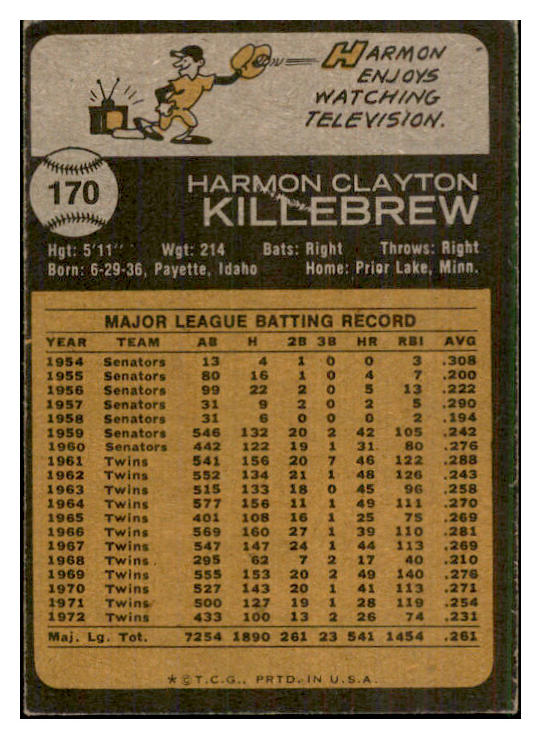 HARMON
ENJOYS
WATCHING
TELEVISION.
170
HARMON CLAYTON
KILLEBREW
Hgt: 5'11" Wgt: 214 Bats: Right Throws: Right
Born: 6-29-36, Payette, Idaho Home: Prior Lake, Minn.
MAJOR LEAGUE BATTING RECORD
YEAR TEAM AB H 2B 3B HR RBI AVG
1954 Senators 13 4 1 0 0 3 .308
1955 Senators 80 16 1 0 4 7 .200
1956 Senators 99 22 2 0 5 13 .222
1957 Senators 31 9 2 0 2 5 .290
1958 Senators 31 6 0 0 0 2 .194
1959 Senators 546 132 20 2 42 105 .242
1960 Senators 442 122 19 1 31 80 .276
1961 Twins 541 156 20 7 46 122 .288
1962 Twins 552 134 21 1 48 126 .243
1963 Twins 515 133 18 0 45 96 .258
1964 Twins 577 156 11 1 49 111 .270
1965 Twins 401 108 16 1 25 75 .269
1966 Twins 569 160 27 1 39 110 .281
1967 Twins 547 147 24 1 44 113 .269
1968 Twins 295 62 7 2 17 40 .210
1969 Twins 555 153 20 2 49 140 .276
1970 Twins 527 143 20 1 41 113 .271
1971 Twins 500 127 19 1 28 119 .254
1972 Twins 433 100 13 2 26 74 .231
Maj. Lg. Tot. 7254 1890 261 23 541 1454 .261
* © T.C.G., PRTD. IN U.S.A.